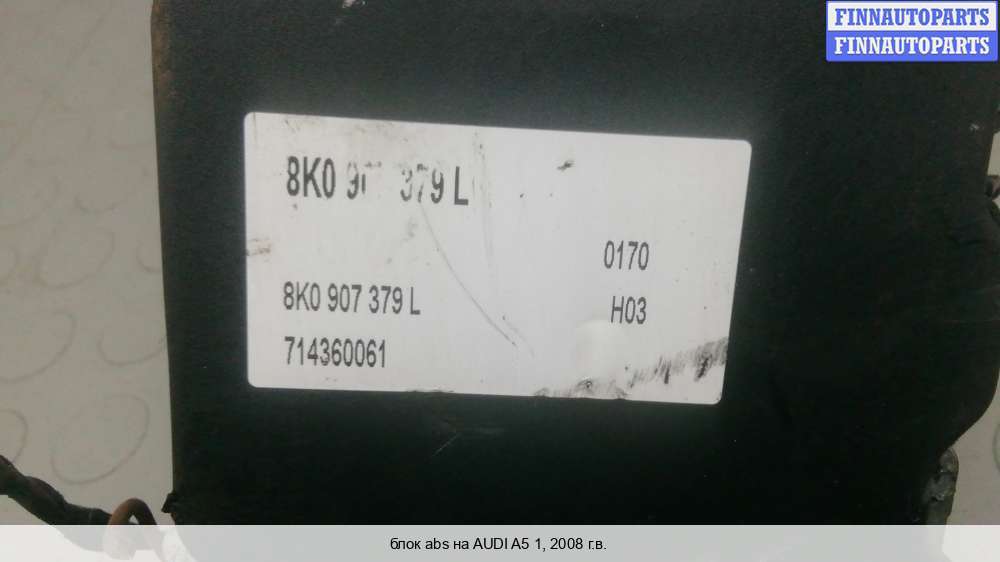 FINNAUTOPARTS
FINNAUTOPARTS
8K0 379 L
0170
8K0 907 379 L
H03
714360061
блок abs на AUDI A5 1, 2008 г.в.